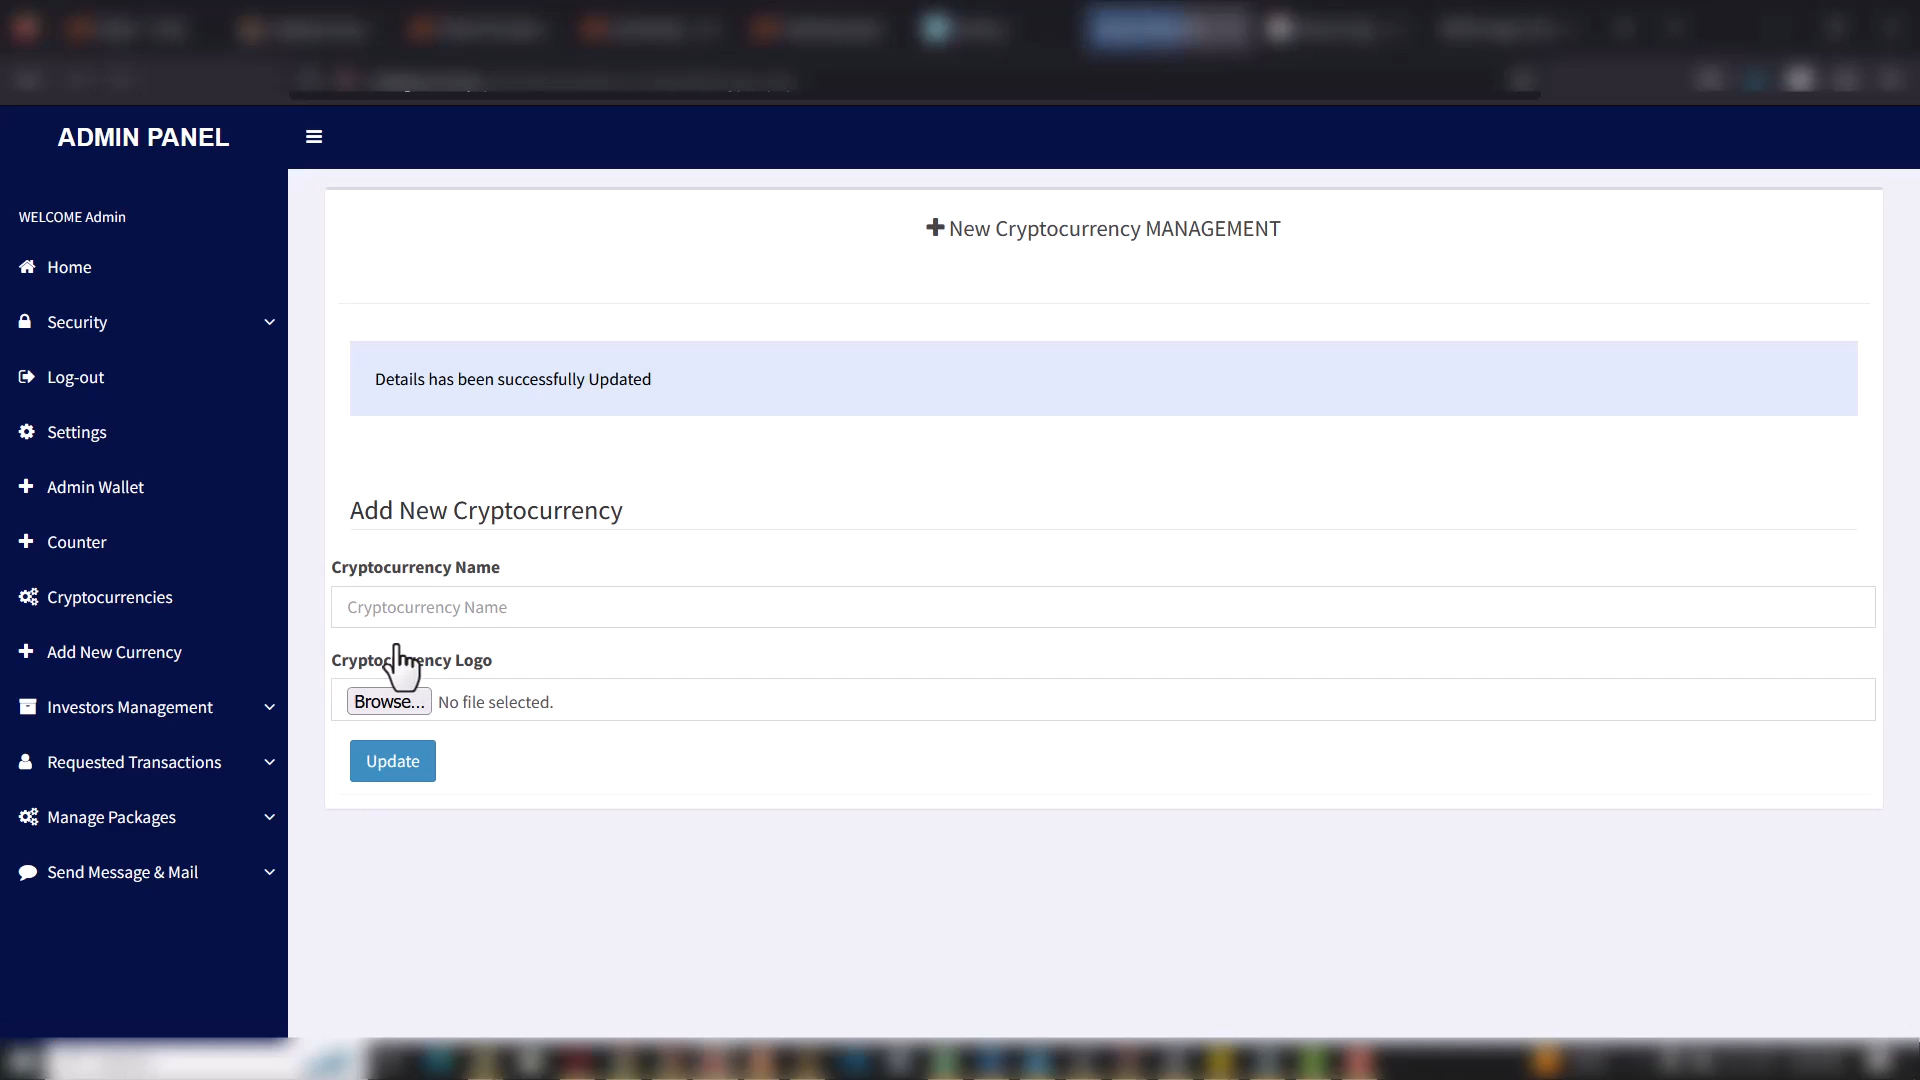 ADMIN PANEL
WELCOME Admin
Home
Security
Log-out
Settings
Admin Wallet
Counter
Cryptocurrencies
Add New Currency
Investors Management
Requested Transactions
Manage Packages
Send Message & Mail
New Cryptocurrency MANAGEMENT
Details has been successfully Updated
Add New Cryptocurrency
Cryptocurrency Name
Cryptocurrency Name
Cryptocurrency Logo
Browse... No file selected.
Update